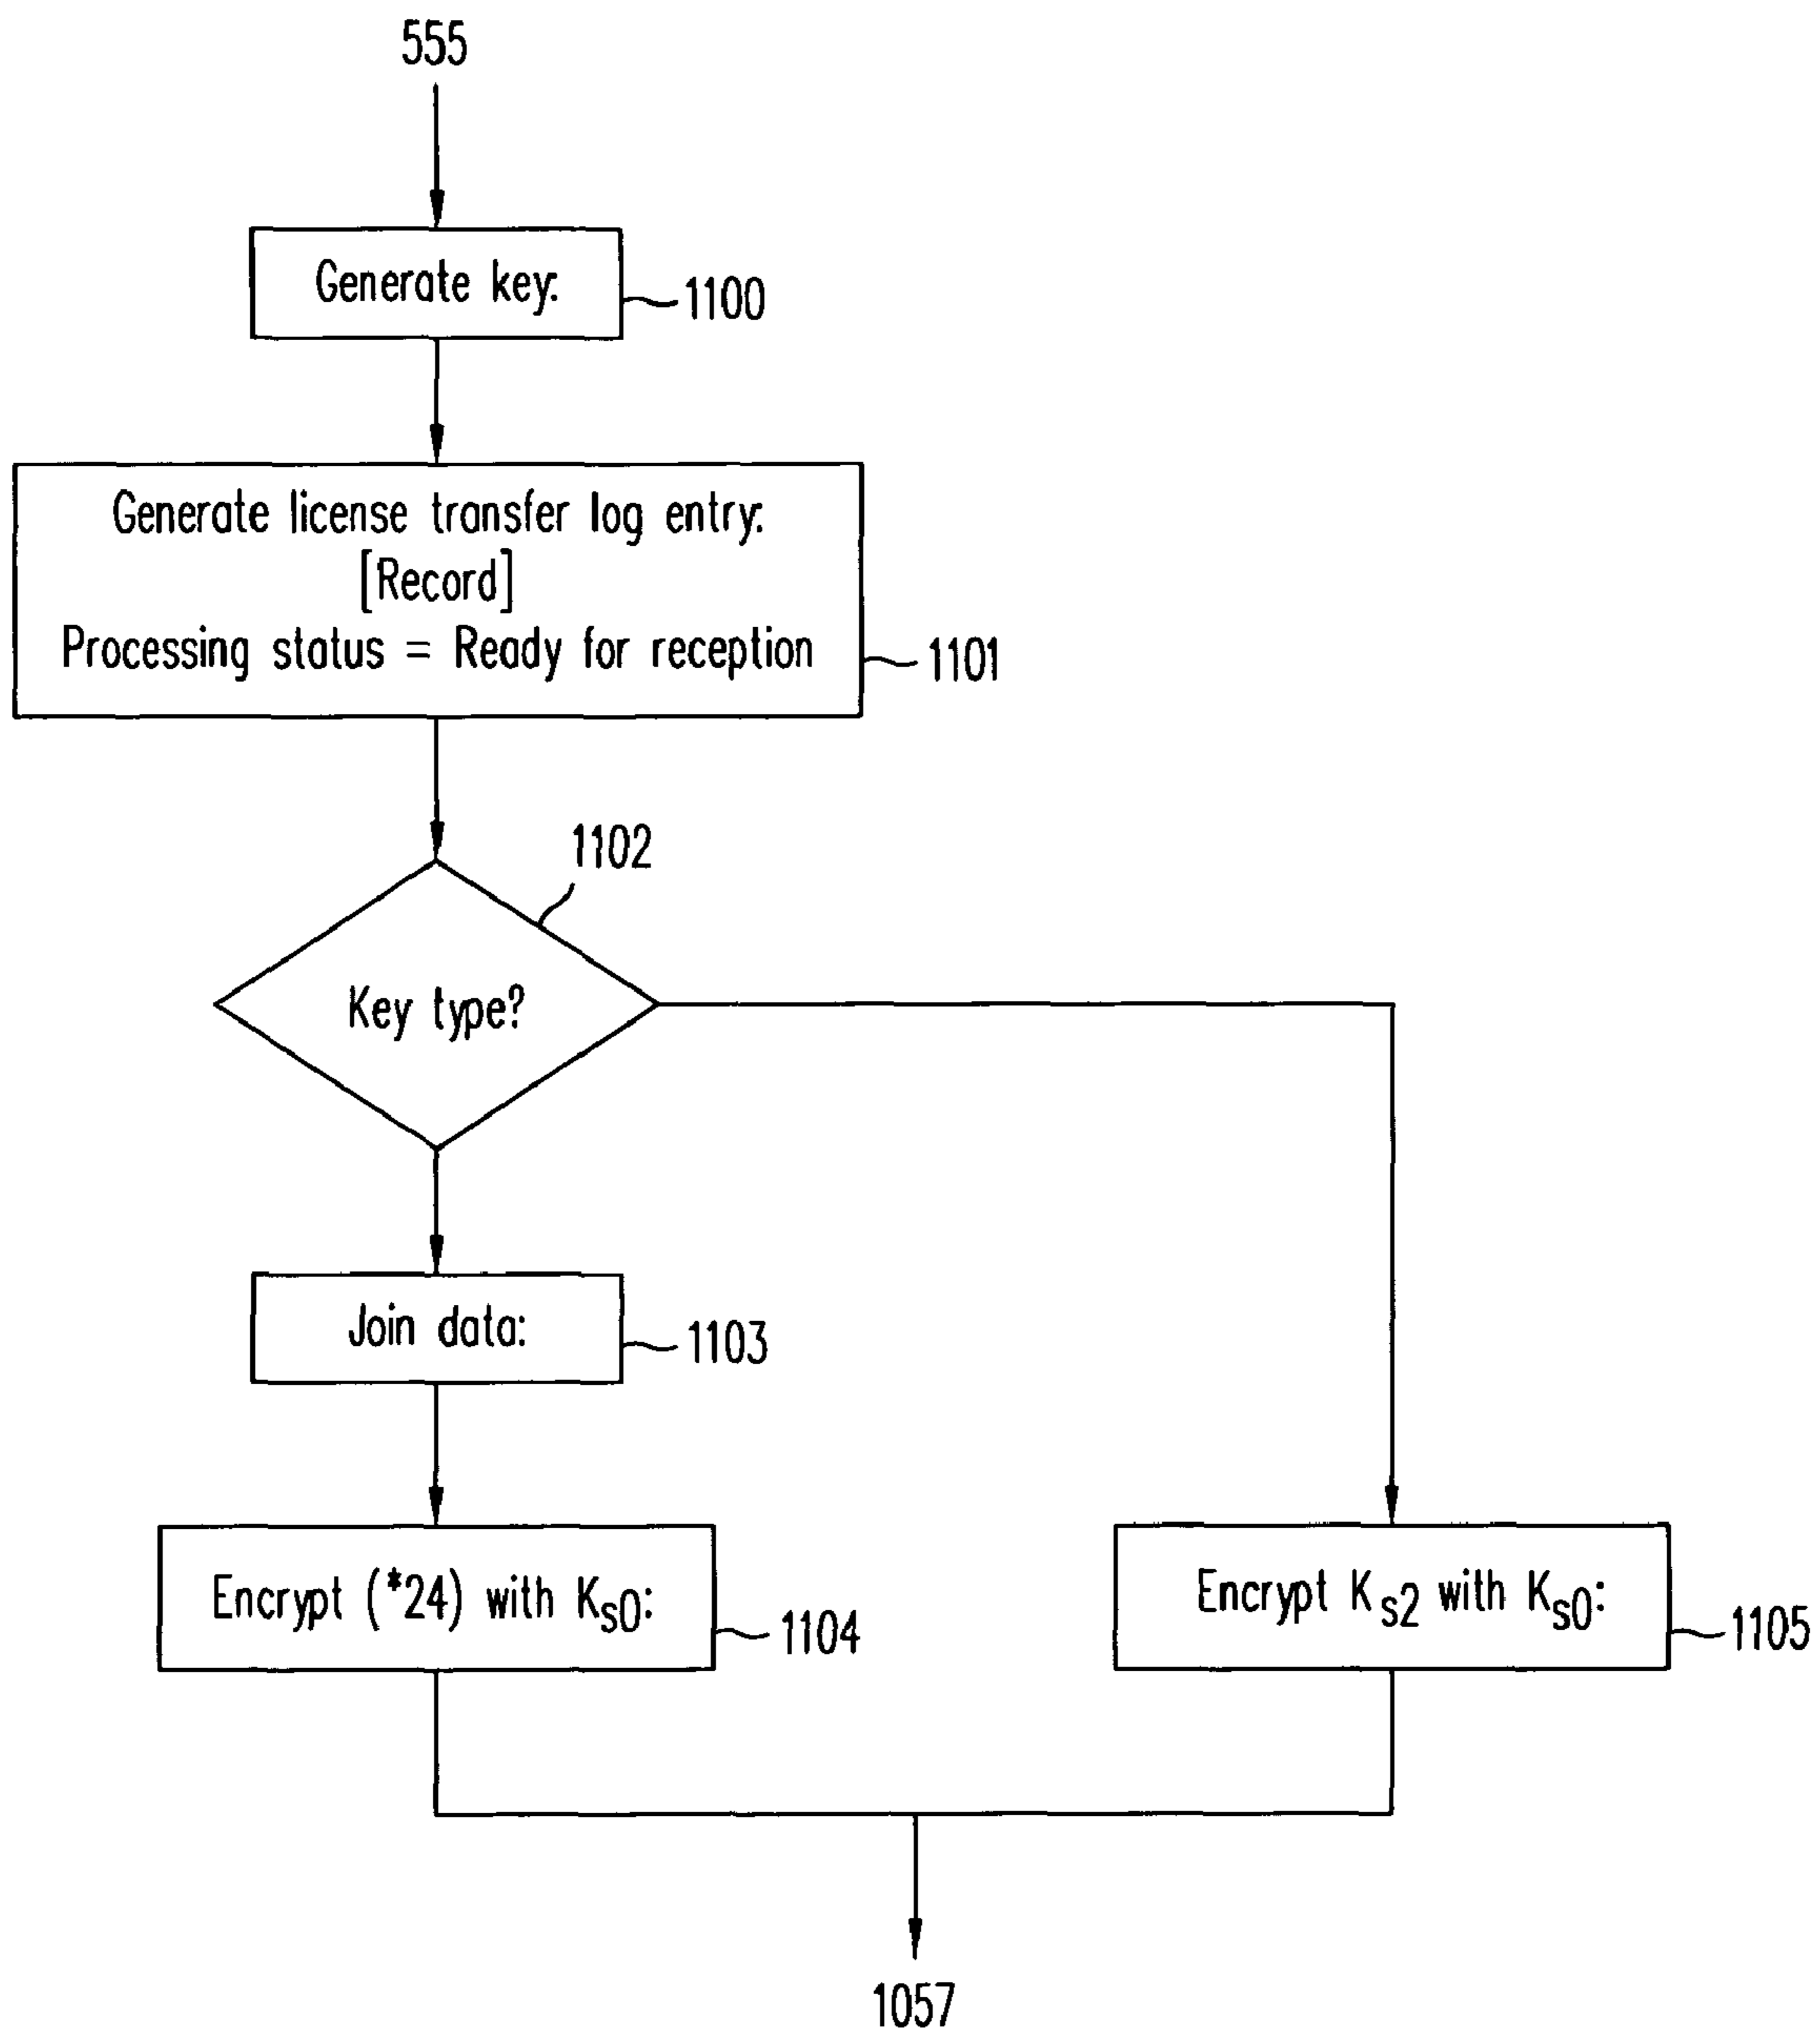 555
Generate key:
1100
Generate license transfer log entry:
[Record]
Processing status = Ready for reception
1101
1102
Key type?
Join data:
1103
Encrypt (*24) with Ks0:
1104
Encrypt Ks2 with Ks0:
1105
1057